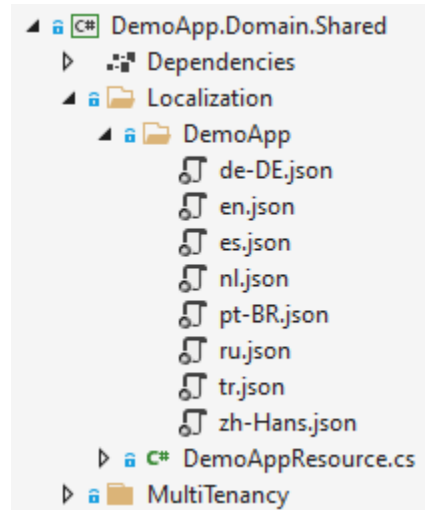 C# DemoApp.Domain.Shared
Dependencies
Localization
DemoApp
de-DE.json
en.json
es.json
nl.json
pt-BR.json
ru.json
tr.json
zh-Hans.json
C# DemoAppResource.cs
MultiTenancy